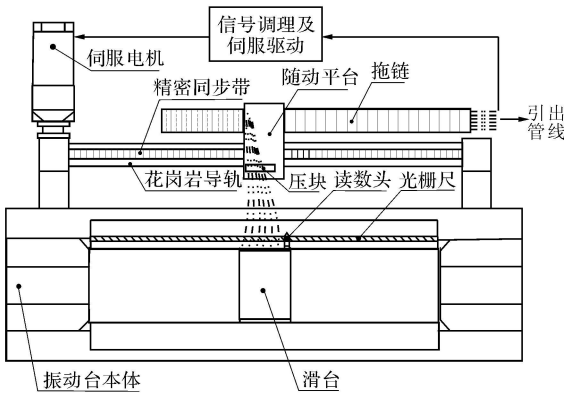 信号调理及
伺服驱动
伺服电机
随动平台
拖链
精密同步带
引出
管线
花岗岩导轨
压块
读数头
光栅尺
振动台本体
滑台